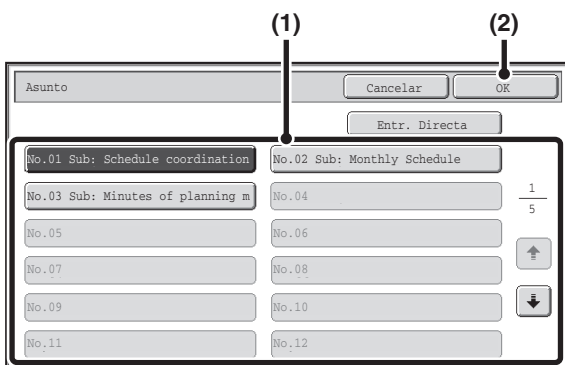 (1) (2)
Asunto Cancelar OK
Entr. Directa
No.01 Sub: Schedule coordination No.02 Sub: Monthly Schedule
No.03 Sub: Minutes of planning m No.04 1
5
No.05 No.06
No.07 No.08
No.09 No.10
No.11 No.12